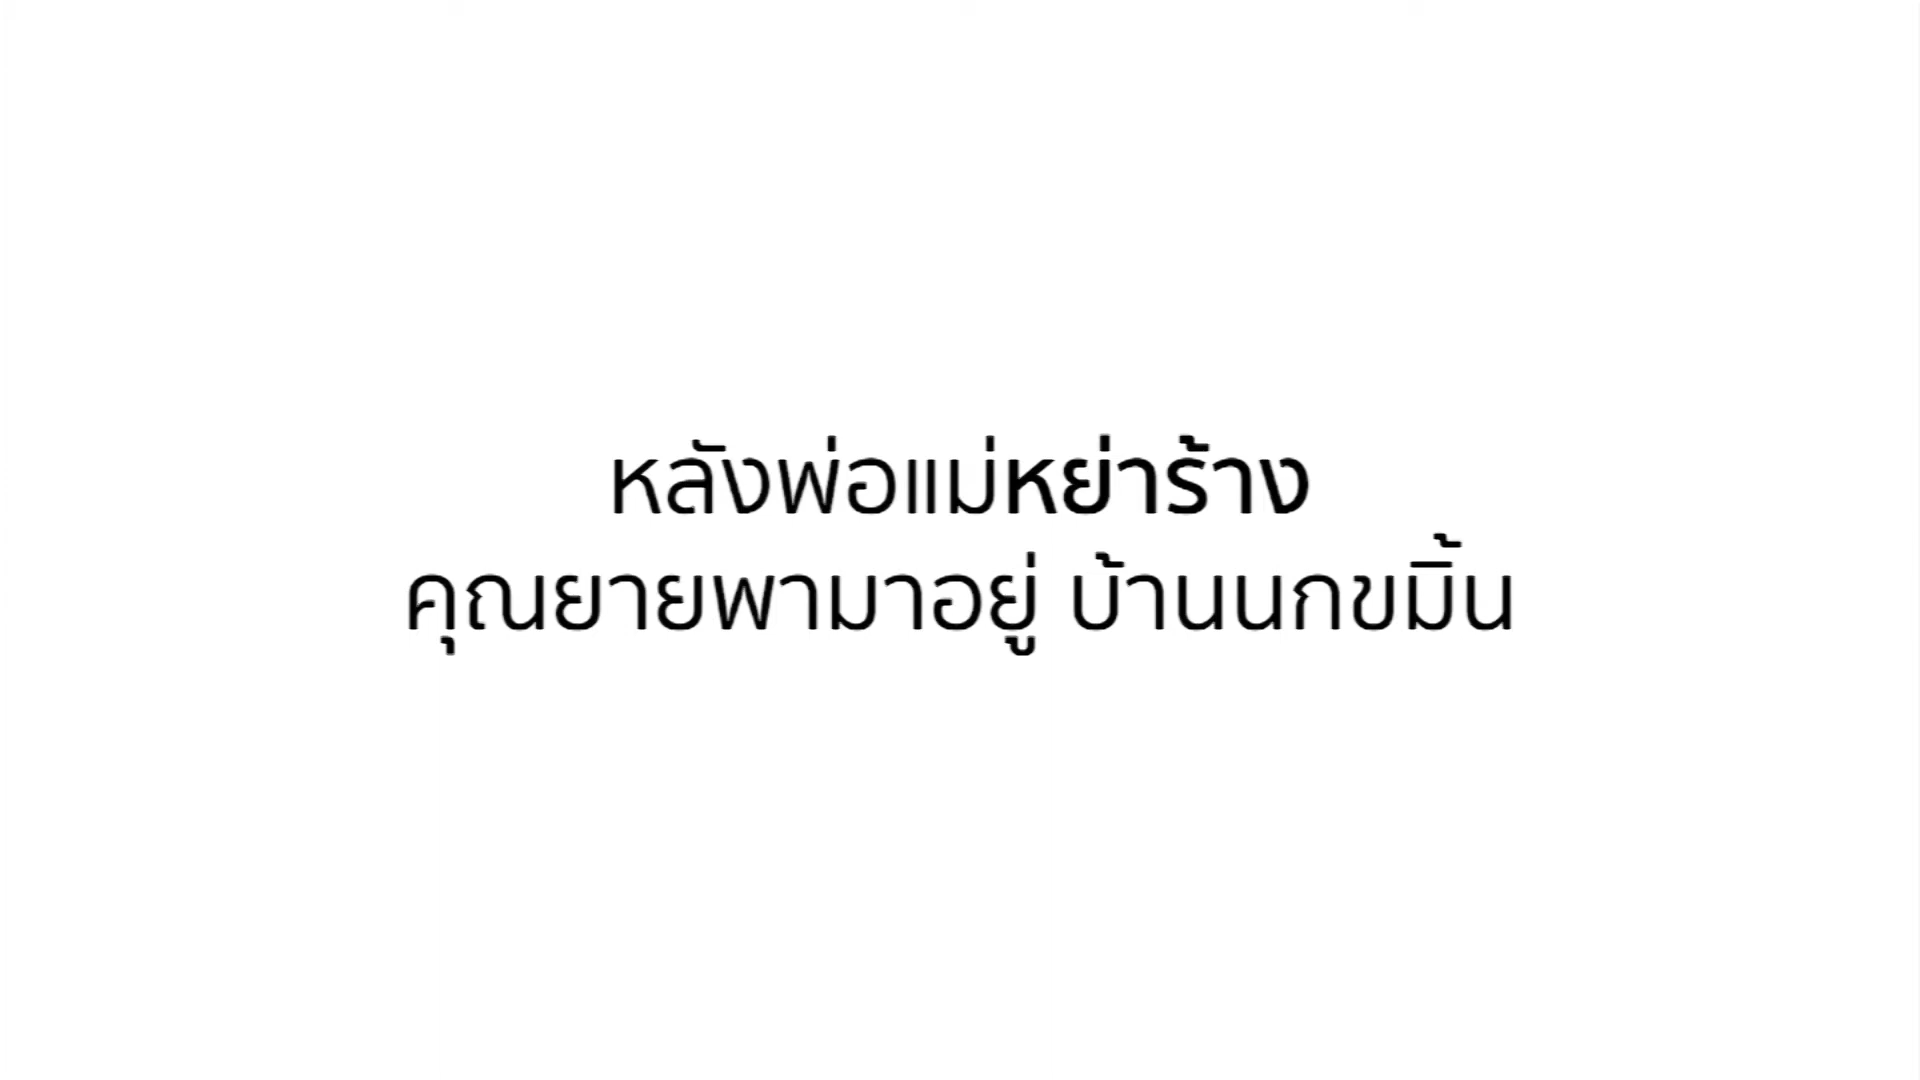 หลังพ่อแม่หย่าร้าง
คุณยายพามาอยู่ บ้านนกขมิ้น